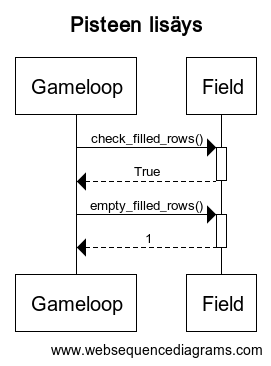 Pisteen lisäys
Gameloop Field
check_filled_rows()
True
empty_filled_rows()
1
Gameloop Field
www.websequencediagrams.com